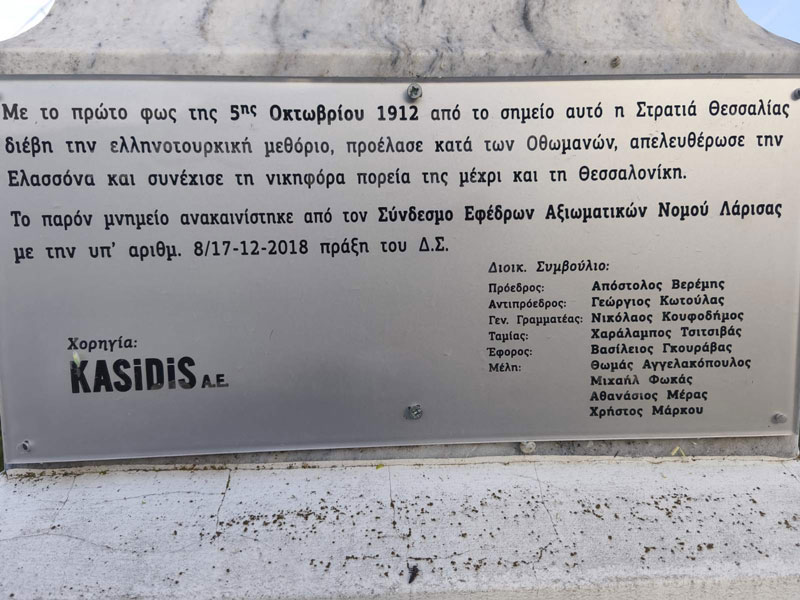 Με το πρώτο φως της 5ης Οκτωβρίου 1912 από το σημείο αυτό η Στρατιά Θεσσαλίας
διέβη την ελληνοτουρκική μεθόριο, προέλασε κατά των Οθωμανών, απελευθέρωσε την
Ελασσόνα και συνέχισε τη νικηφόρα πορεία της μέχρι και τη Θεσσαλονίκη.
Το παρόν μνημείο ανακαινίστηκε από τον Σύνδεσμο Εφέδρων Αξιωματικών Νομού Λάρισας
με την υπ' αριθμ. 8/17-12-2018 πράξη του Δ.Σ.
Διοικ. Συμβούλιο:
Πρόεδρος: Απόστολος Βερέμης
Αντιπρόεδρος: Γεώργιος Κωτούλας
Γεν. Γραμματέας: Νικόλαος Κουφοδήμος
Ταμίας: Χαράλαμπος Τσιτσιβάς
Έφορος: Βασίλειος Γκουράβας
Μέλη: Θωμάς Αγγελακόπουλος
Μιχαήλ Φωκάς
Αθανάσιος Μέρας
Χρήστος Μάρκου
Χορηγία:
KASiDiS Α.Ε.